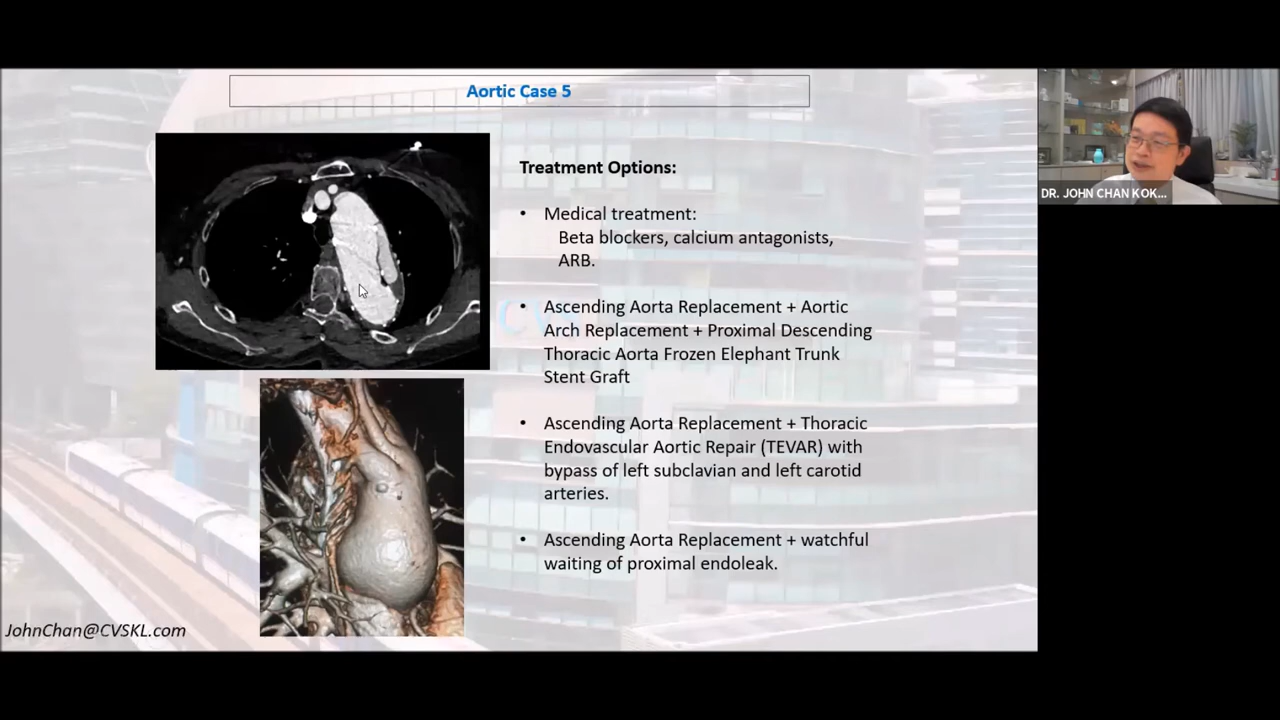 Aortic Case 5
Treatment Options:
• Medical treatment:
Beta blockers, calcium antagonists,
ARB.
• Ascending Aorta Replacement + Aortic
Arch Replacement + Proximal Descending
Thoracic Aorta Frozen Elephant Trunk
Stent Graft
• Ascending Aorta Replacement + Thoracic
Endovascular Aortic Repair (TEVAR) with
bypass of left subclavian and left carotid
arteries.
• Ascending Aorta Replacement + watchful
waiting of proximal endoleak.
JohnChan@CVSKL.com
DR. JOHN CHAN KOK...